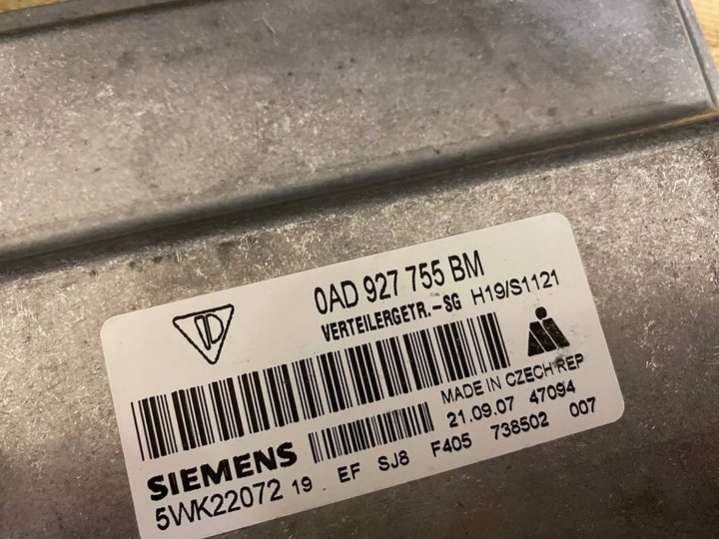 0AD 927 755 BM
VERTEILERGETR.-SG H19/S1121
MADE IN CZECH REP
21.09.07 47094
SIEMENS EF SJ8 F405 738502 007
5WK22072 19